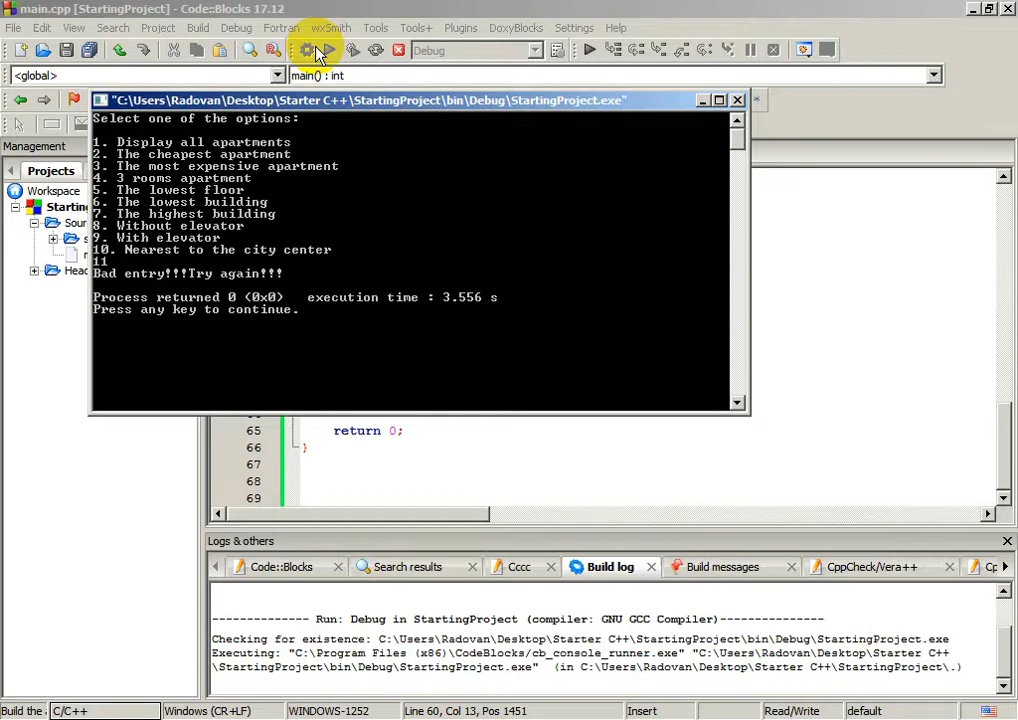 main.cpp [StartingProject] - Code::Blocks 17.12
File Edit View Search Project Build Debug Fortran wxSmith Tools Tools+ Plugins DoxyBlocks Settings Help
Debug
<global> main() : int
"C:\Users\Radovan\Desktop\Starter C++\StartingProject\bin\Debug\StartingProject.exe"
Select one of the options:
1. Display all apartments
2. The cheapest apartment
3. The most expensive apartment
4. 3 rooms apartment
5. The lowest floor
6. The lowest building
7. The highest building
8. Without elevator
9. With elevator
10. Nearest to the city center
11
Bad entry!!!Try again!!!
Process returned 0 (0x0)   execution time : 3.556 s
Press any key to continue.
Management
Projects
Workspace
Starting
Sour
Head
65 return 0;
66 }
67
68
69
Logs & others
Code::Blocks Search results Cccc Build log Build messages CppCheck/Vera++ Cp
-------------- Run: Debug in StartingProject (compiler: GNU GCC Compiler)---------------
Checking for existence: C:\Users\Radovan\Desktop\Starter C++\StartingProject\bin\Debug\StartingProject.exe
Executing: "C:\Program Files (x86)\CodeBlocks/cb_console_runner.exe" "C:\Users\Radovan\Desktop\Starter C++
\StartingProject\bin\Debug\StartingProject.exe"  (in C:\Users\Radovan\Desktop\Starter C++\StartingProject\.)
Build the C/C++ Windows (CR+LF) WINDOWS-1252 Line 60, Col 13, Pos 1451 Insert Read/Write default